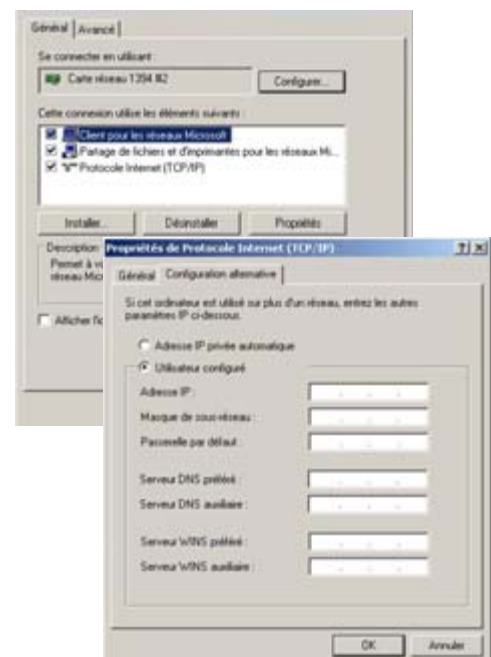 Général Avancé
Se connecter en utilisant :
Carte réseau 1394 #2
Configurer...
Cette connexion utilise les éléments suivants :
Client pour les réseaux Microsoft
Partage de fichiers et d'imprimantes pour les réseaux Mi...
Protocole Internet (TCP/IP)
Installer... Désinstaller Propriétés
Description
Permet à vo
réseau Micr
Afficher l'ic
Propriétés de Protocole Internet (TCP/IP)
Général Configuration alternative
Si cet ordinateur est utilisé sur plus d'un réseau, entrez les autres
paramètres IP ci-dessous.
Adresse IP privée automatique
Utilisateur configuré
Adresse IP :
Masque de sous-réseau :
Passerelle par défaut :
Serveur DNS préféré :
Serveur DNS auxiliaire :
Serveur WINS préféré :
Serveur WINS auxiliaire :
OK Annuler